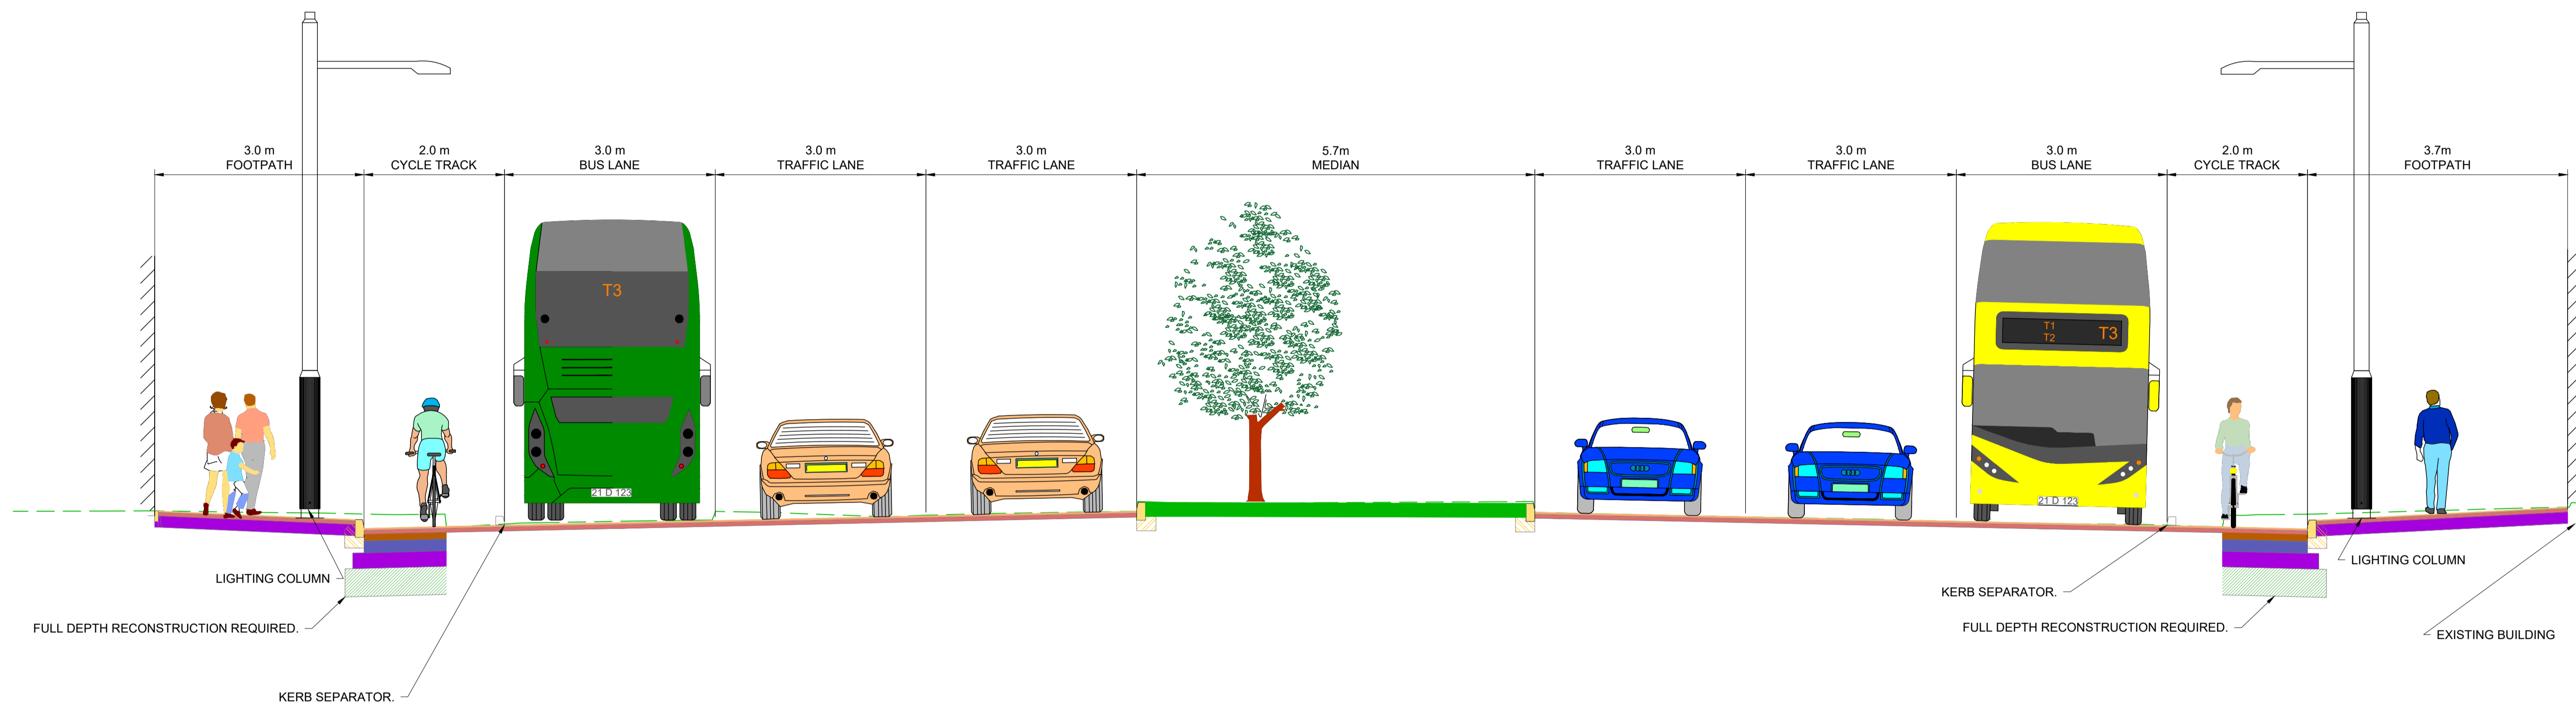 3.0 m
FOOTPATH
2.0 m
CYCLE TRACK
3.0 m
BUS LANE
3.0 m
TRAFFIC LANE
3.0 m
TRAFFIC LANE
5.7m
MEDIAN
3.0 m
TRAFFIC LANE
3.0 m
TRAFFIC LANE
3.0 m
BUS LANE
2.0 m
CYCLE TRACK
3.7m
FOOTPATH
T3
T1
T2
T3
21 D 123
21 D 123
LIGHTING COLUMN
FULL DEPTH RECONSTRUCTION REQUIRED.
KERB SEPARATOR.
LIGHTING COLUMN
KERB SEPARATOR.
FULL DEPTH RECONSTRUCTION REQUIRED.
EXISTING BUILDING